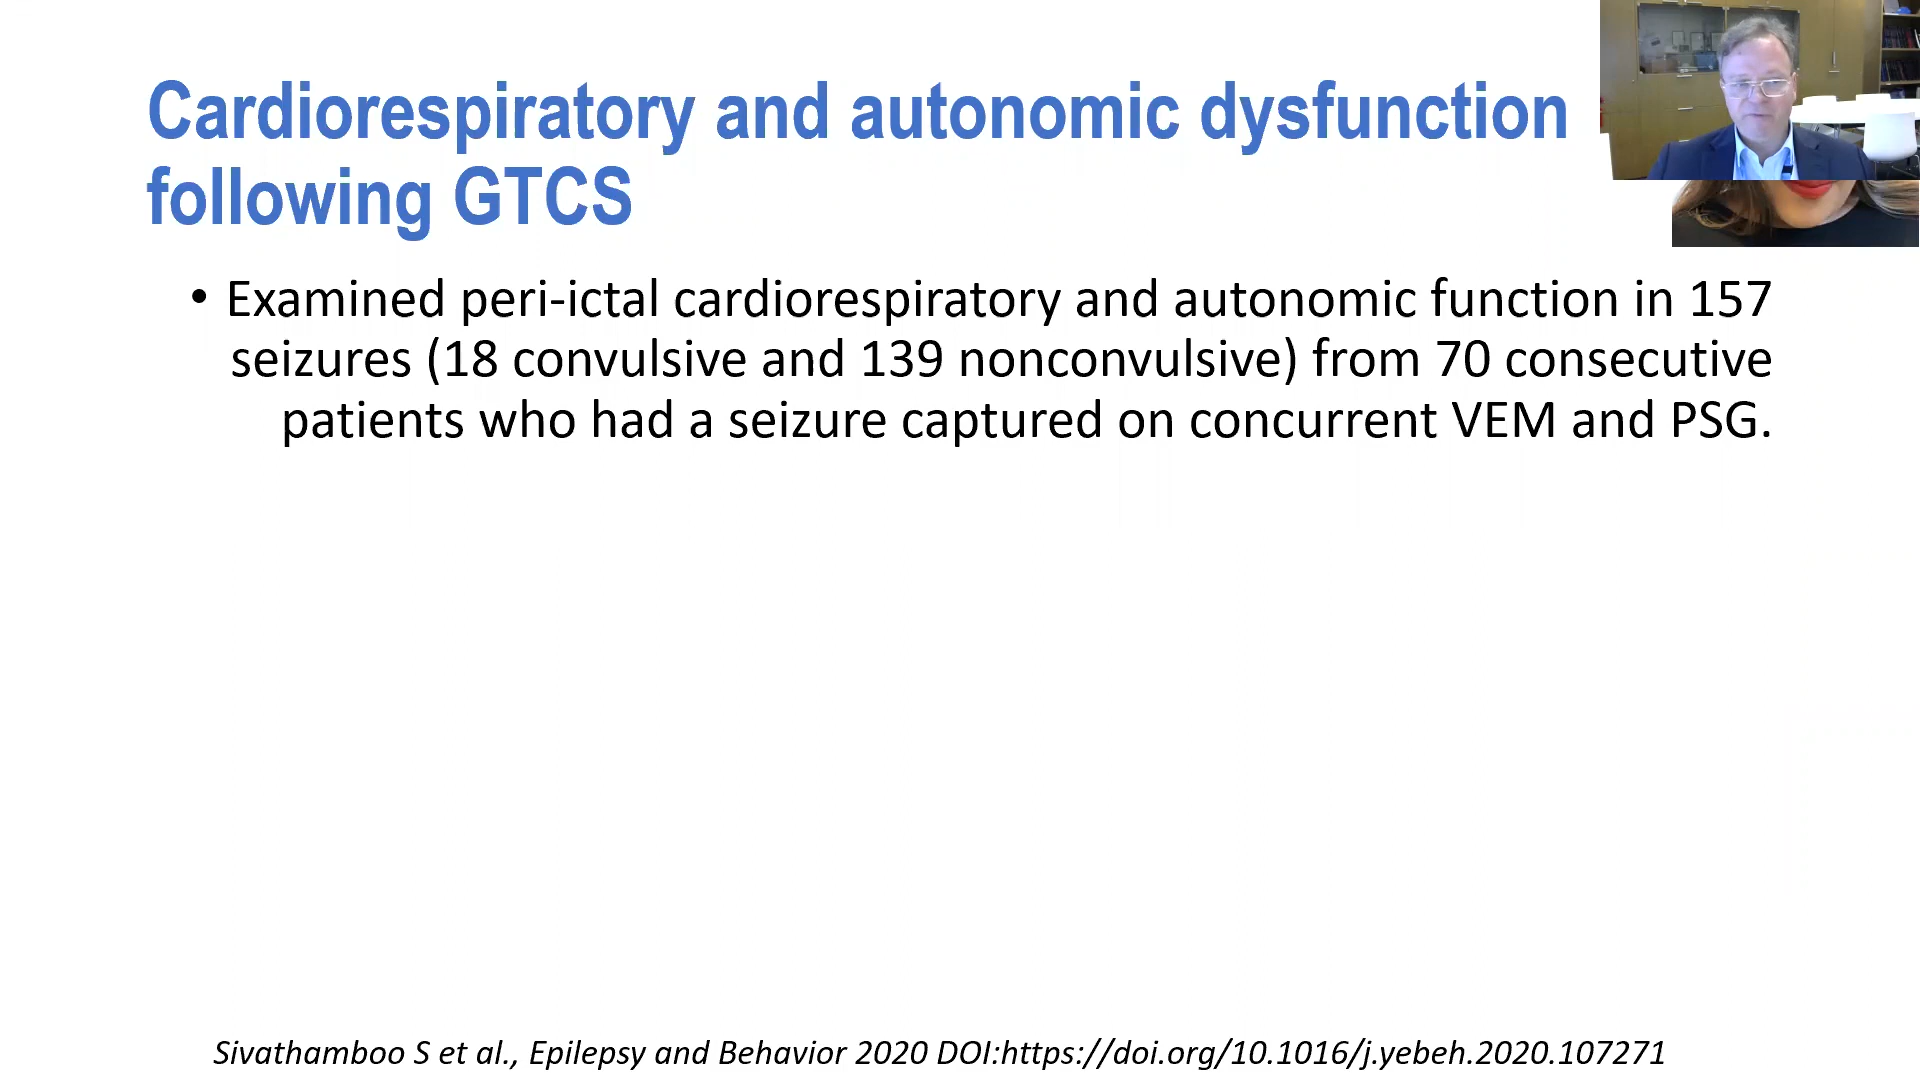 Cardiorespiratory and autonomic dysfunction
following GTCS
• Examined peri-ictal cardiorespiratory and autonomic function in 157
seizures (18 convulsive and 139 nonconvulsive) from 70 consecutive
patients who had a seizure captured on concurrent VEM and PSG.
Sivathamboo S et al., Epilepsy and Behavior 2020 DOI:https://doi.org/10.1016/j.yebeh.2020.107271